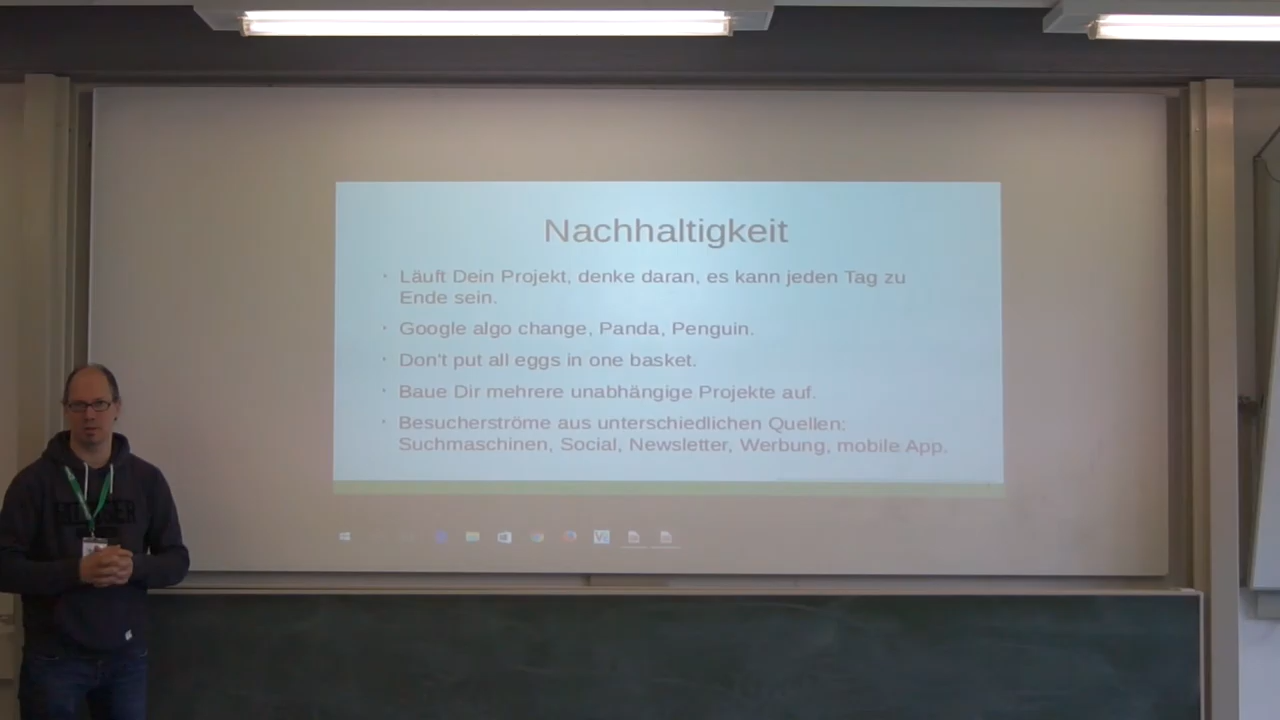 Nachhaltigkeit
Läuft Dein Projekt, denke daran, es kann jeden Tag zu
Ende sein.
Google algo change, Panda, Penguin.
Don't put all eggs in one basket.
Baue Dir mehrere unabhängige Projekte auf.
Besucherströme aus unterschiedlichen Quellen:
Suchmaschinen, Social, Newsletter, Werbung, mobile App.